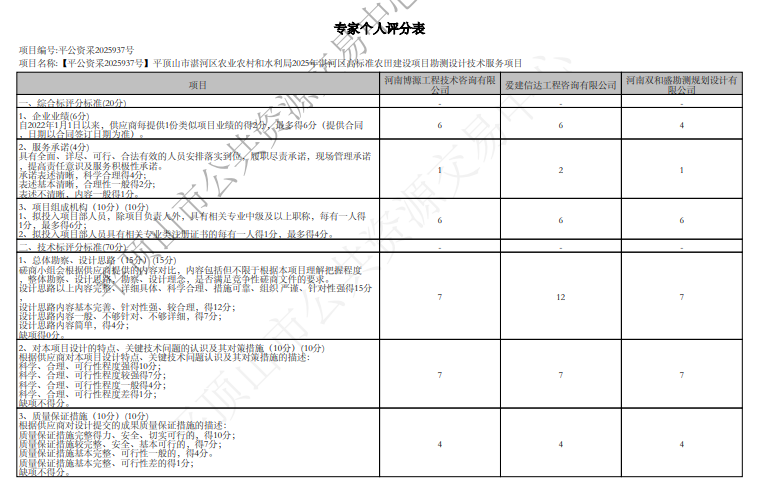 专家个人评分表
项目编号:平公资采2025937号
项目名称:【平公资采2025937号】平顶山市湛河区农业农村和水利局2025年湛河区高标准农田建设项目勘测设计技术服务项目
项目 河南博源工程技术咨询有限公司 爱建信达工程咨询有限公司 河南双和盛勘测规划设计有限公司
一、综合标评分标准(20分) - - -
1、企业业绩(6分)
自2022年1月1日以来，供应商每提供1份类似项目业绩的得2分，最多得6分（提供合同
，日期以合同签订日期为准）。
6 6 4
2、服务承诺(4分)
具有全面、详尽、可行、合法有效的人员安排落实到位、履职尽责承诺，现场管理承诺
，提高责任意识及服务积极性承诺。
承诺表述清晰，科学合理得4分；
表述基本清晰，合理性一般得2分；
表述不清晰，内容一般得1分。
1 2 1
3、项目组成机构（10分）(10分)
1、拟投入项目部人员，除项目负责人外，具有相关专业中级及以上职称，每有一人得
1分，最多得6分；
2、拟投入项目部人员具有相关专业类注册证书的每有一人得1分，最多得4分。
6 6 6
二、技术标评分标准(70分) - - -
1、总体勘察、设计思路（15分）(15分)
磋商小组会根据供应商提供的内容对比，内容包括但不限于根据本项目理解把握程度
，整体勘察、设计思路，勘察、设计理念，是否满足竞争性磋商文件的要求。
设计思路以上内容完整、详细具体、科学合理、措施可靠、组织 严谨、针对性强得15分
，
设计思路内容基本完善、针对性强、较合理，得12分；
设计思路内容一般、不够针对、不够详细，得7分；
设计思路内容简单，得4分；
缺项得0分。
7 12 7
2、对本项目设计的特点、关键技术问题的认识及其对策措施（10分）(10分)
根据供应商对本项目设计特点、关键技术问题认识及其对策措施的描述：
科学、合理、可行性程度强得10分；
科学、合理、可行性程度较强得7分；
科学、合理、可行性程度一般得4分；
科学、合理、可行性程度差得1分；
缺项不得分。
7 7 7
3、质量保证措施（10分）(10分)
根据供应商对设计提交的成果质量保证措施的描述：
质量保证措施完整得力、安全、切实可行的，得10分；
质量保证措施较完整、安全、基本可行的，得7分；
质量保证措施基本完整、可行性一般的，得4分。
质量保证措施基本完整、可行性差的得1分；
缺项不得分。
4 4 4
平顶山市公共资源交易中心
平顶山市公共资源交易中心